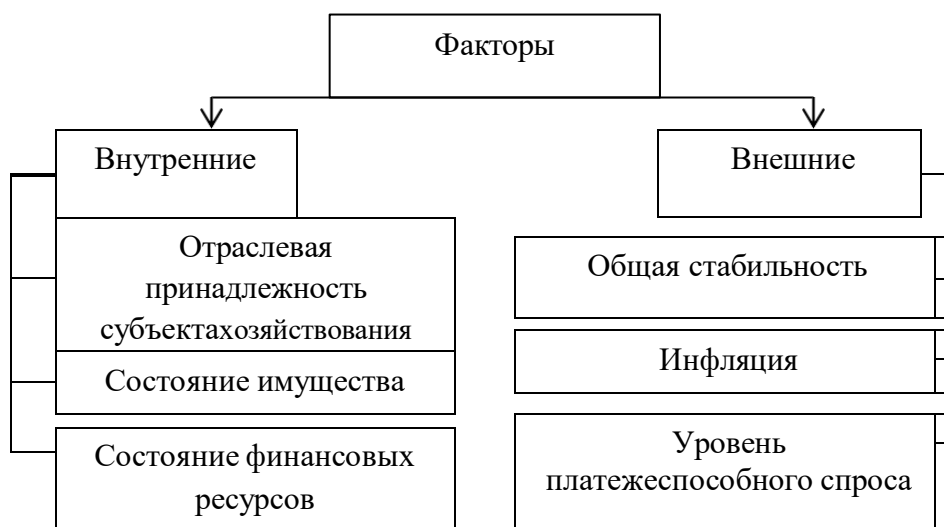 Факторы
Внутренние
Отраслевая
принадлежность
субъектахозяйствования
Состояние имущества
Состояние финансовых
ресурсов
Внешние
Общая стабильность
Инфляция
Уровень
платежеспособного спроса